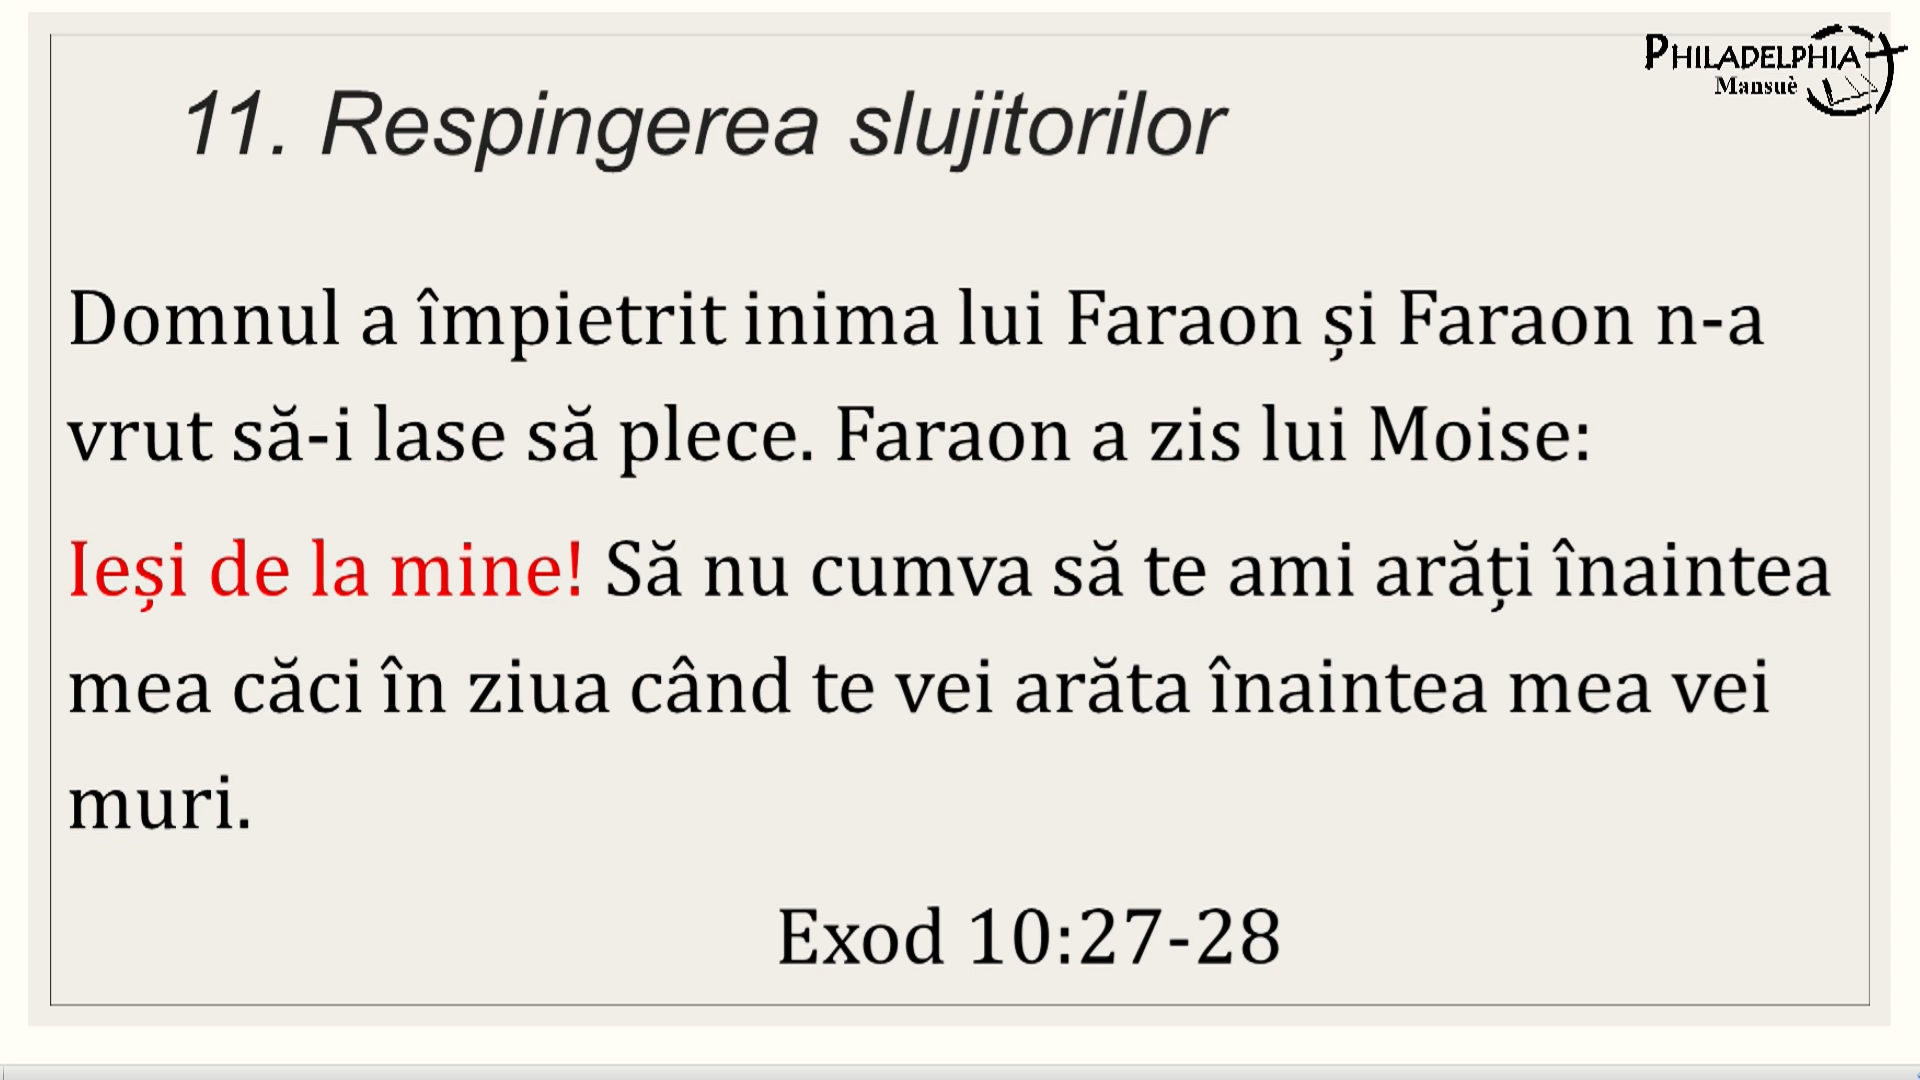 PHILADELPHIA
Mansuè
11. Respingerea slujitorilor
Domnul a împietrit inima lui Faraon și Faraon n-a
vrut să-i lase să plece. Faraon a zis lui Moise:
Ieși de la mine! Să nu cumva să te ami arăți înaintea
mea căci în ziua când te vei arăta înaintea mea vei
muri.
Exod 10:27-28